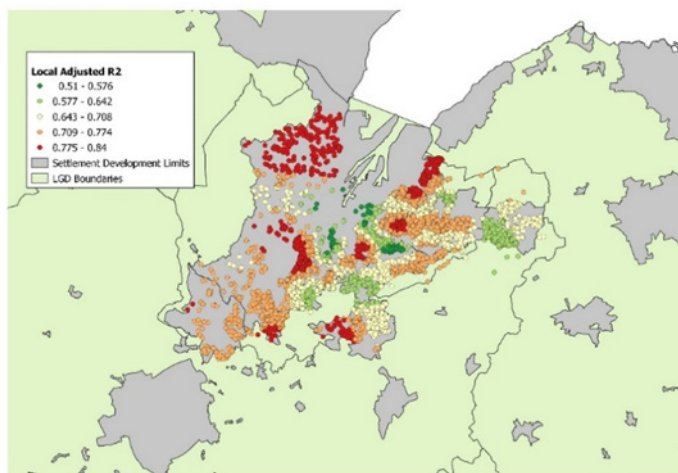 Local Adjusted R2
0.51 - 0.576
0.577 - 0.642
0.643 - 0.708
0.709 - 0.774
0.775 - 0.84
Settlement Development Limits
LGD Boundaries